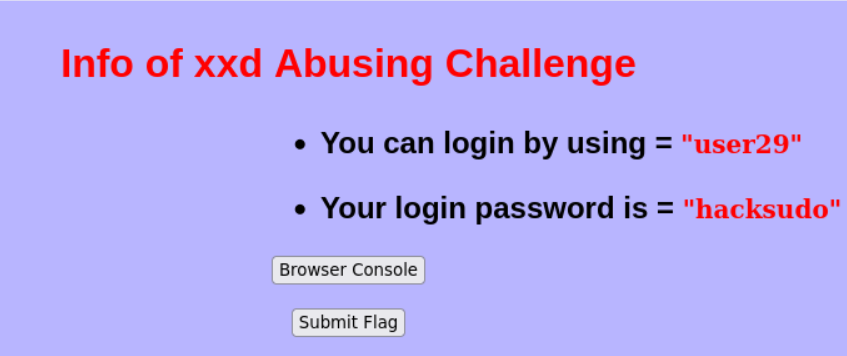 Info of xxd Abusing Challenge
• You can login by using = "user29"
• Your login password is = "hacksudo"
Browser Console
Submit Flag